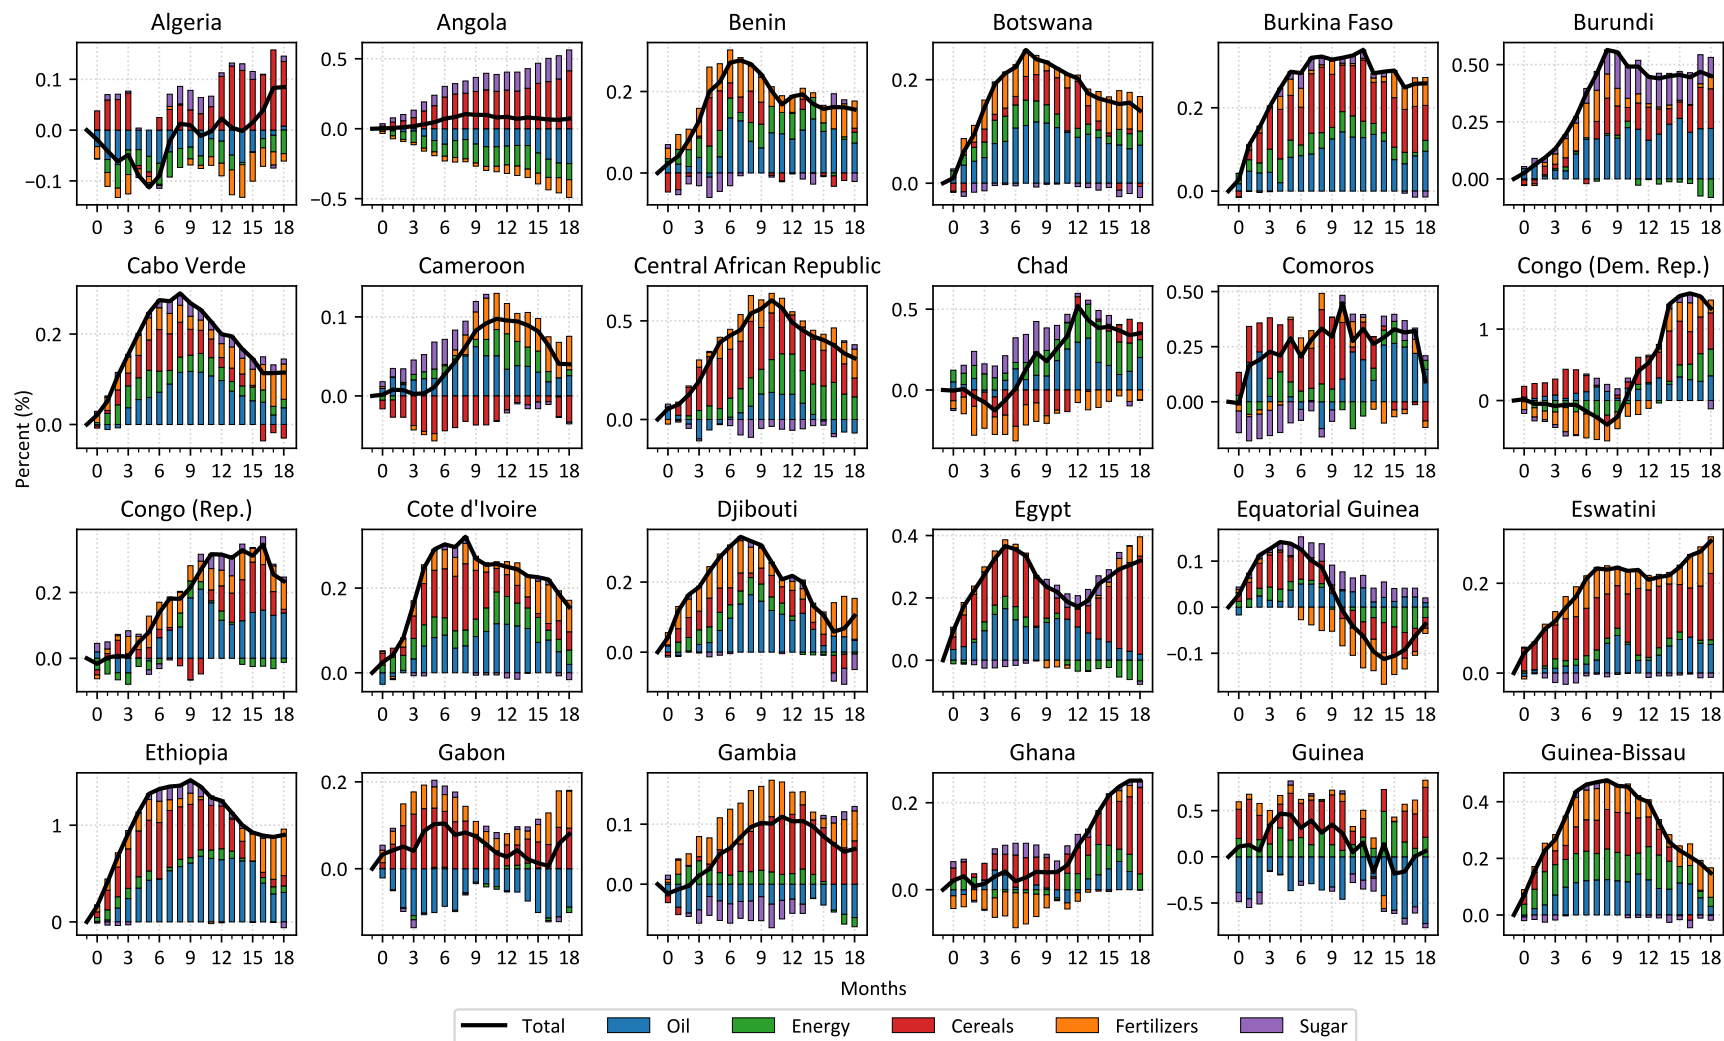 Algeria Angola Benin Botswana Burkina Faso Burundi
0.1
0.0
−0.1
0 3 6 9 12 15 18
0.5
0.0
−0.5
0 3 6 9 12 15 18
0.2
0.0
0 3 6 9 12 15 18
0.2
0.0
0 3 6 9 12 15 18
0.2
0.0
0 3 6 9 12 15 18
0.50
0.25
0.00
0 3 6 9 12 15 18
Cabo Verde Cameroon Central African Republic Chad Comoros Congo (Dem. Rep.)
0.2
0.0
0 3 6 9 12 15 18
0.1
0.0
0 3 6 9 12 15 18
0.5
0.0
0 3 6 9 12 15 18
0.5
0.0
0 3 6 9 12 15 18
0.50
0.25
0.00
0 3 6 9 12 15 18
1
0
0 3 6 9 12 15 18
Percent (%)
Congo (Rep.) Cote d'Ivoire Djibouti Egypt Equatorial Guinea Eswatini
0.2
0.0
0 3 6 9 12 15 18
0.2
0.0
0 3 6 9 12 15 18
0.2
0.0
0 3 6 9 12 15 18
0.4
0.2
0.0
0 3 6 9 12 15 18
0.1
0.0
−0.1
0 3 6 9 12 15 18
0.2
0.0
0 3 6 9 12 15 18
Ethiopia Gabon Gambia Ghana Guinea Guinea-Bissau
1
0
0 3 6 9 12 15 18
0.2
0.0
0 3 6 9 12 15 18
0.1
0.0
0 3 6 9 12 15 18
0.2
0.0
0 3 6 9 12 15 18
0.5
0.0
−0.5
0 3 6 9 12 15 18
0.4
0.2
0.0
0 3 6 9 12 15 18
Months
Total Oil Energy Cereals Fertilizers Sugar